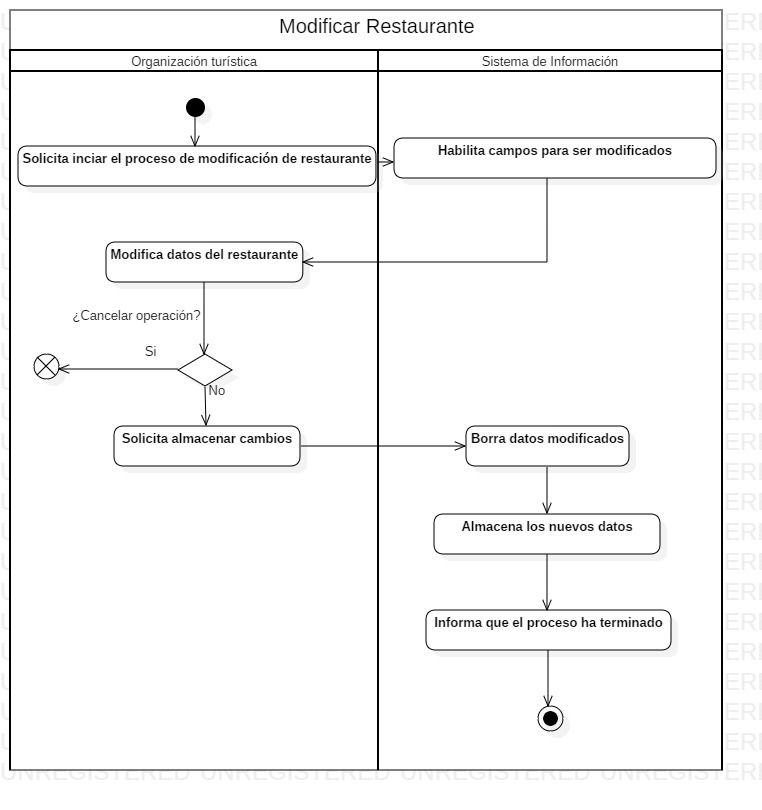 Modificar Restaurante
Organización turística
Sistema de Información
Solicita inciar el proceso de modificación de restaurante
Habilita campos para ser modificados
Modifica datos del restaurante
¿Cancelar operación?
Si
No
Solicita almacenar cambios
Borra datos modificados
Almacena los nuevos datos
Informa que el proceso ha terminado
UNREGISTERED UNREGISTERED UNREGISTERED UNREGISTERI